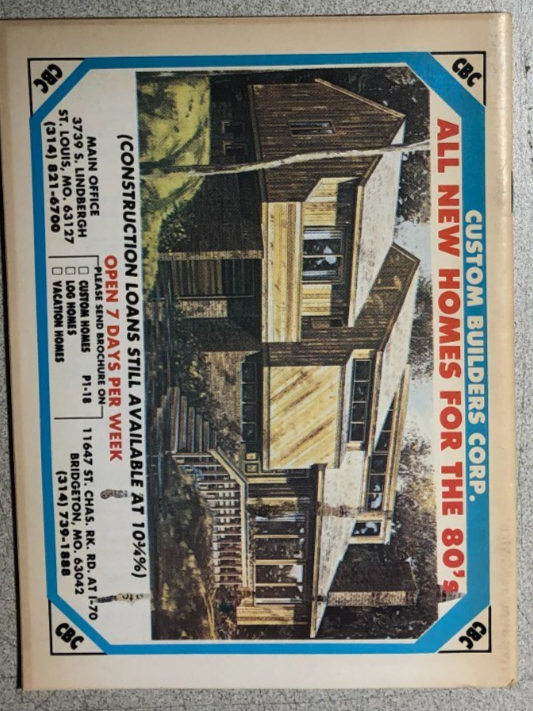 CBC
CBC
CUSTOM BUILDERS CORP.
ALL NEW HOMES FOR THE 80's
(CONSTRUCTION LOANS STILL AVAILABLE AT 10¾%)
OPEN 7 DAYS PER WEEK
MAIN OFFICE
3739 S. LINDBERGH
ST. LOUIS, MO. 63127
(314) 821-6700
PLEASE SEND BROCHURE ON
CUSTOM HOMES P1-18
LOG HOMES
VACATION HOMES
11647 ST. CHAS. RK. RD. AT I-70
BRIDGETON, MO. 63042
(314) 739-1888
CBC
CBC